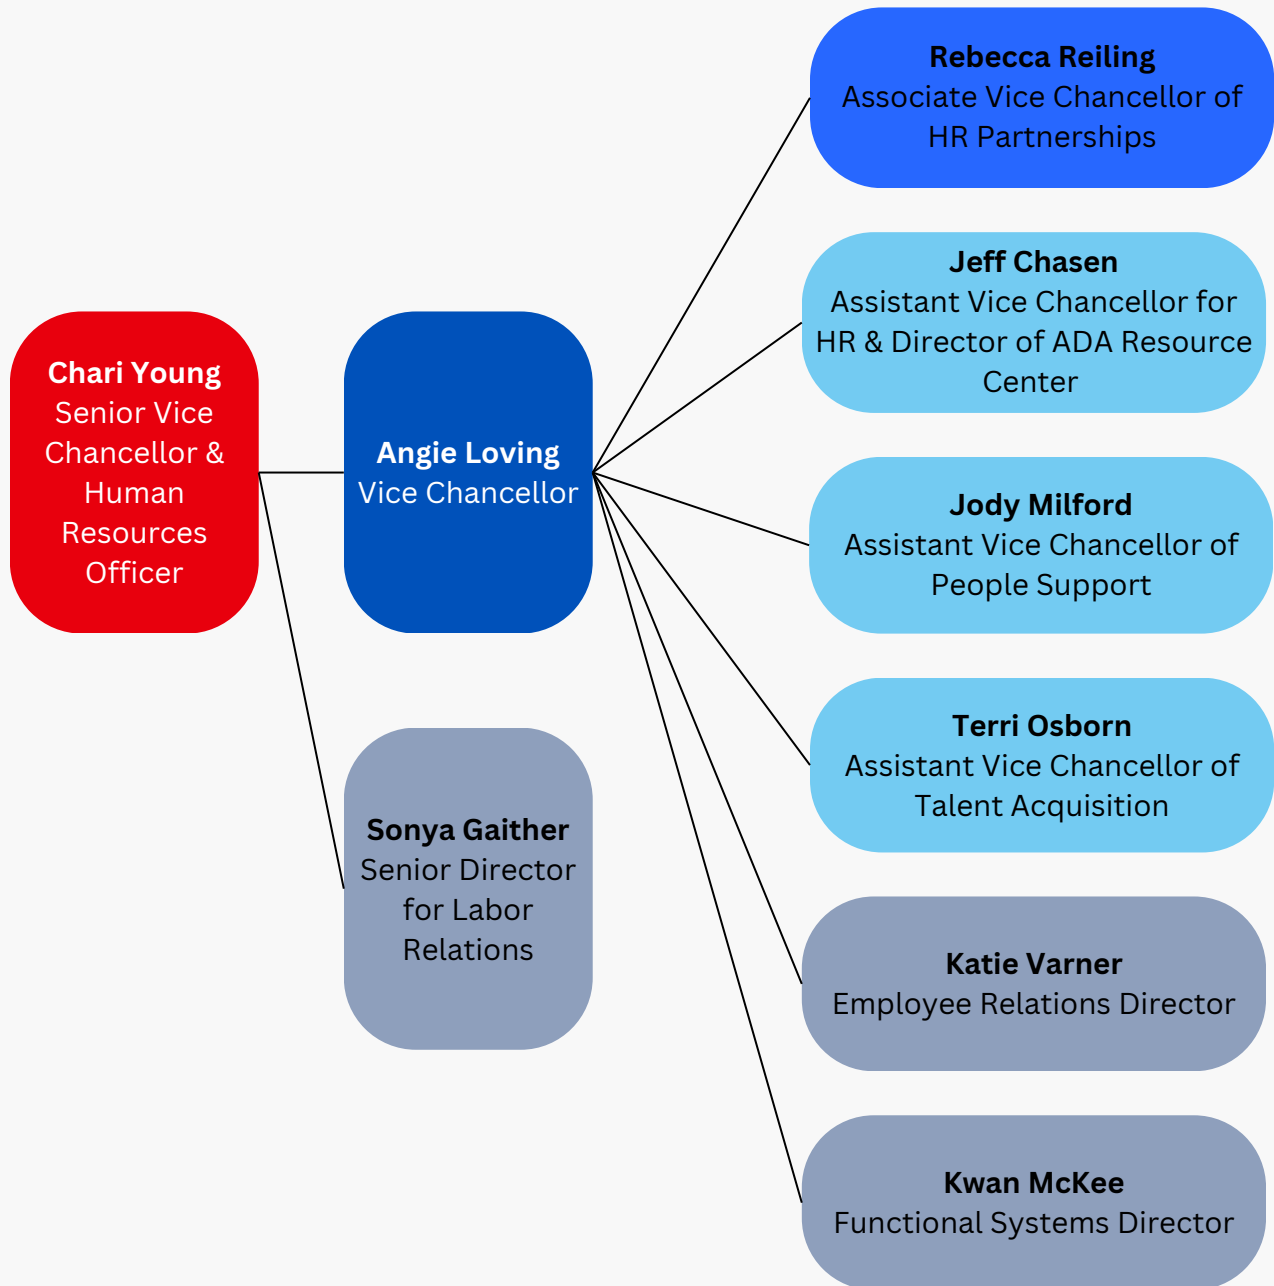 Chari Young
Senior Vice
Chancellor &
Human
Resources
Officer
Angie Loving
Vice Chancellor
Sonya Gaither
Senior Director
for Labor
Relations
Rebecca Reiling
Associate Vice Chancellor of
HR Partnerships
Jeff Chasen
Assistant Vice Chancellor for
HR & Director of ADA Resource
Center
Jody Milford
Assistant Vice Chancellor of
People Support
Terri Osborn
Assistant Vice Chancellor of
Talent Acquisition
Katie Varner
Employee Relations Director
Kwan McKee
Functional Systems Director